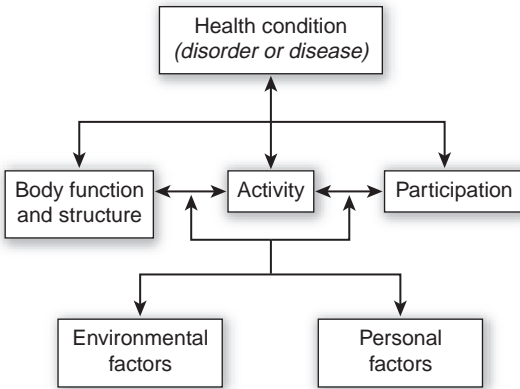 Health condition
(disorder or disease)
Body function
and structure
Activity
Participation
Environmental
factors
Personal
factors